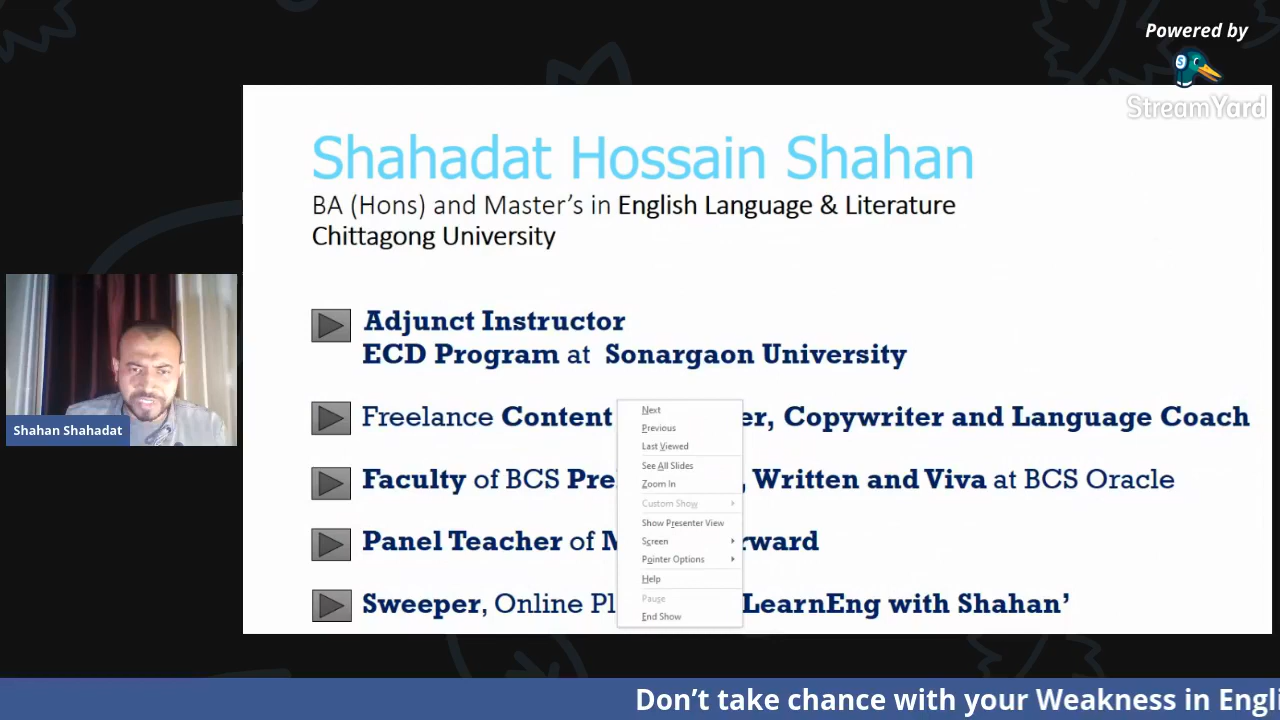 Powered by
StreamYard
Shahadat Hossain Shahan
BA (Hons) and Master's in English Language & Literature
Chittagong University
Adjunct Instructor
ECD Program at Sonargaon University
Freelance Content er, Copywriter and Language Coach
Faculty of BCS Pre , Written and Viva at BCS Oracle
Panel Teacher of M rward
Sweeper, Online Pl LearnEng with Shahan’
Next
Previous
Last Viewed
See All Slides
Zoom In
Custom Show
Show Presenter View
Screen
Pointer Options
Help
Pause
End Show
Shahan Shahadat
Don’t take chance with your Weakness in Engli